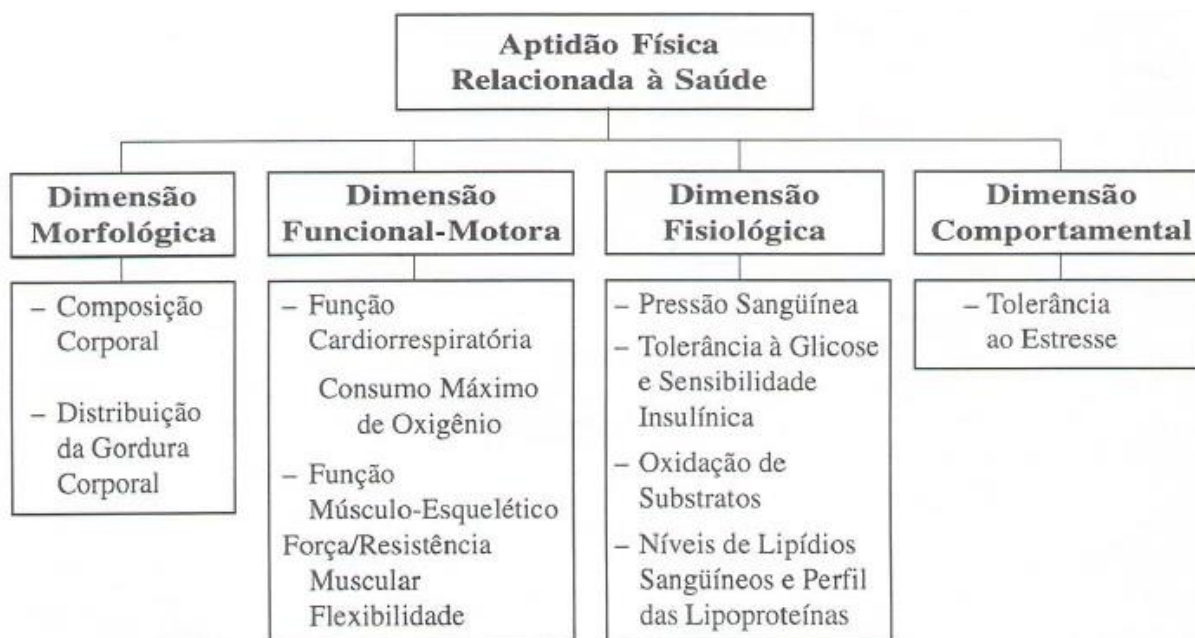 Aptidão Física
Relacionada à Saúde
Dimensão
Morfológica
– Composição
Corporal
– Distribuição
da Gordura
Corporal
Dimensão
Funcional-Motora
– Função
Cardiorrespiratória
Consumo Máximo
de Oxigênio
– Função
Músculo-Esquelético
Força/Resistência
Muscular
Flexibilidade
Dimensão
Fisiológica
– Pressão Sangüínea
– Tolerância à Glicose
e Sensibilidade
Insulínica
– Oxidação de
Substratos
– Níveis de Lipídios
Sangüíneos e Perfil
das Lipoproteínas
Dimensão
Comportamental
– Tolerância
ao Estresse